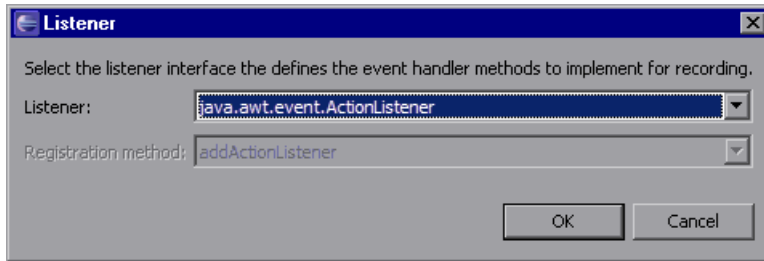 Listener
Select the listener interface the defines the event handler methods to implement for recording.
Listener: java.awt.event.ActionListener
Registration method: addActionListener
OK Cancel